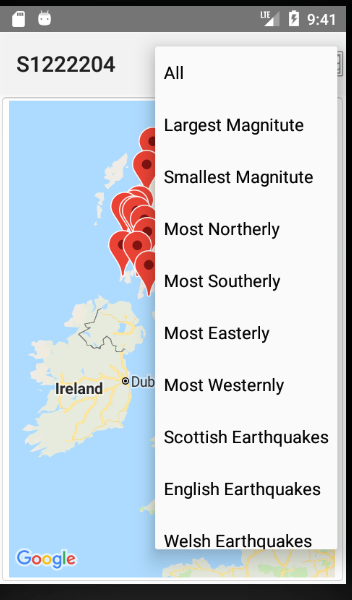 LTE 9:41
S1222204
All
Largest Magnitute
Smallest Magnitute
Most Northerly
Most Southerly
Most Easterly
Most Westernly
Scottish Earthquakes
English Earthquakes
Welsh Earthquakes
Ireland
Dub
Google